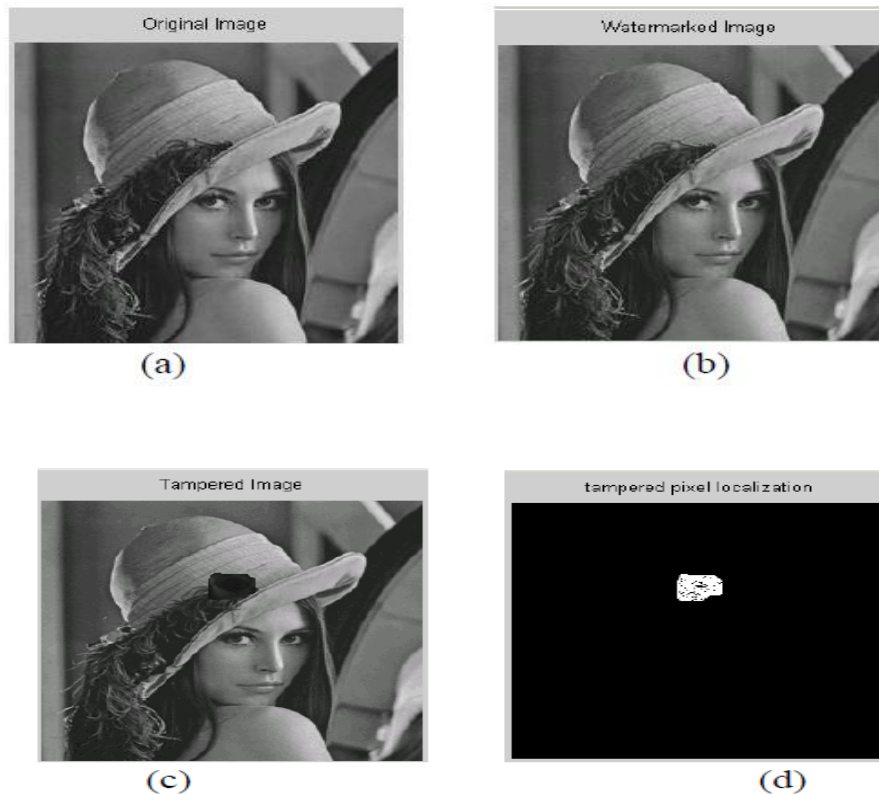 Original Image
Watermarked Image
(a)
(b)
Tampered Image
tampered pixel localization
(c)
(d)